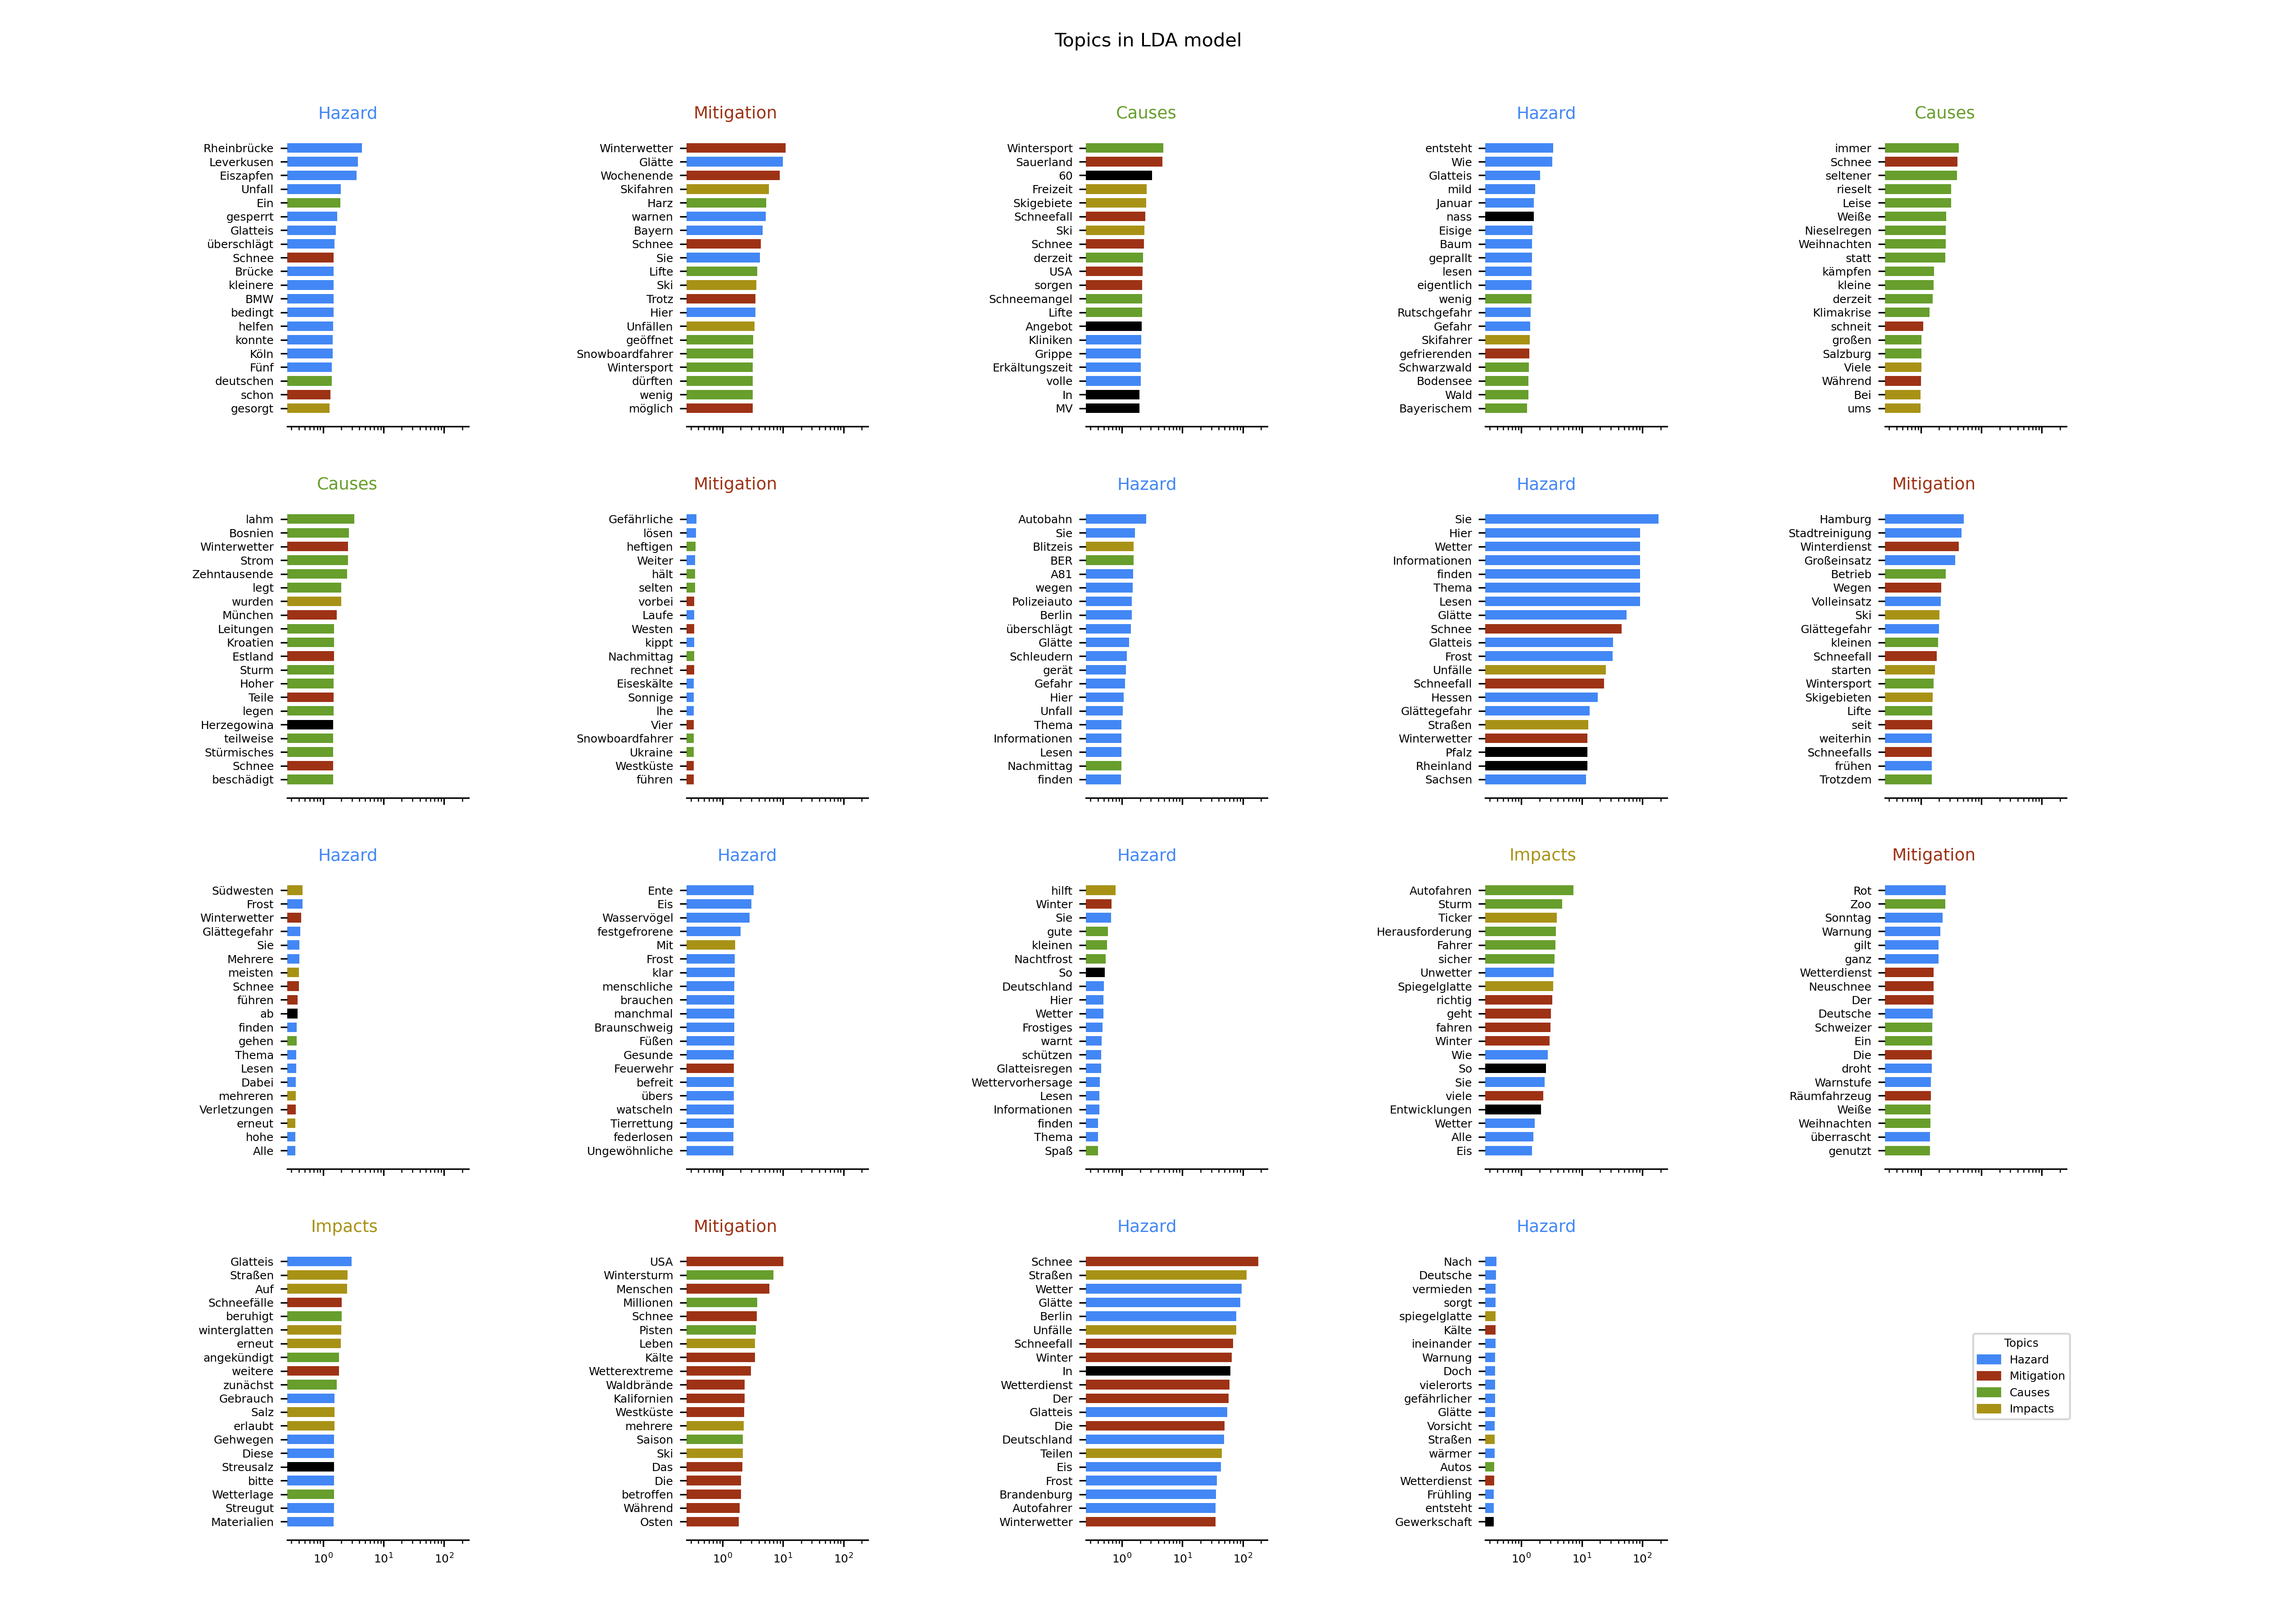 Topics in LDA model
Hazard
Rheinbrücke
Leverkusen
Eiszapfen
Unfall
Ein
gesperrt
Glatteis
überschlägt
Schnee
Brücke
kleinere
BMW
bedingt
helfen
konnte
Köln
Fünf
deutschen
schon
gesorgt
Mitigation
Winterwetter
Glätte
Wochenende
Skifahren
Harz
warnen
Bayern
Schnee
Sie
Lifte
Ski
Trotz
Hier
Unfällen
geöffnet
Snowboardfahrer
Wintersport
dürften
wenig
möglich
Causes
Wintersport
Sauerland
60
Freizeit
Skigebiete
Schneefall
Ski
Schnee
derzeit
USA
sorgen
Schneemangel
Lifte
Angebot
Kliniken
Grippe
Erkältungszeit
volle
In
MV
Hazard
entsteht
Wie
Glatteis
mild
Januar
nass
Eisige
Baum
geprallt
lesen
eigentlich
wenig
Rutschgefahr
Gefahr
Skifahrer
gefrierenden
Schwarzwald
Bodensee
Wald
Bayerischem
Causes
immer
Schnee
seltener
rieselt
Leise
Weiße
Nieselregen
Weihnachten
statt
kämpfen
kleine
derzeit
Klimakrise
schneit
großen
Salzburg
Viele
Während
Bei
ums
Causes
lahm
Bosnien
Winterwetter
Strom
Zehntausende
legt
wurden
München
Leitungen
Kroatien
Estland
Sturm
Hoher
Teile
legen
Herzegowina
teilweise
Stürmisches
Schnee
beschädigt
Mitigation
Gefährliche
lösen
heftigen
Weiter
hält
selten
vorbei
Laufe
Westen
kippt
Nachmittag
rechnet
Eiseskälte
Sonnige
lhe
Vier
Snowboardfahrer
Ukraine
Westküste
führen
Hazard
Autobahn
Sie
Blitzeis
BER
A81
wegen
Polizeiauto
Berlin
überschlägt
Glätte
Schleudern
gerät
Gefahr
Hier
Unfall
Thema
Informationen
Lesen
Nachmittag
finden
Hazard
Sie
Hier
Wetter
Informationen
finden
Thema
Lesen
Glätte
Schnee
Glatteis
Frost
Unfälle
Schneefall
Hessen
Glättegefahr
Straßen
Winterwetter
Pfalz
Rheinland
Sachsen
Mitigation
Hamburg
Stadtreinigung
Winterdienst
Großeinsatz
Betrieb
Wegen
Volleinsatz
Ski
Glättegefahr
kleinen
Schneefall
starten
Wintersport
Skigebieten
Lifte
seit
weiterhin
Schneefalls
frühen
Trotzdem
Hazard
Südwesten
Frost
Winterwetter
Glättegefahr
Sie
Mehrere
meisten
Schnee
führen
ab
finden
gehen
Thema
Lesen
Dabei
mehreren
Verletzungen
erneut
hohe
Alle
Hazard
Ente
Eis
Wasservögel
festgefrorene
Mit
Frost
klar
menschliche
brauchen
manchmal
Braunschweig
Füßen
Gesunde
Feuerwehr
befreit
übers
watscheln
Tierrettung
federlosen
Ungewöhnliche
Hazard
hilft
Winter
Sie
gute
kleinen
Nachtfrost
So
Deutschland
Hier
Wetter
Frostiges
warnt
schützen
Glatteisregen
Wettervorhersage
Lesen
Informationen
finden
Thema
Spaß
Impacts
Autofahren
Sturm
Ticker
Herausforderung
Fahrer
sicher
Unwetter
Spiegelglatte
richtig
geht
fahren
Winter
Wie
So
Sie
viele
Entwicklungen
Wetter
Alle
Eis
Mitigation
Rot
Zoo
Sonntag
Warnung
gilt
ganz
Wetterdienst
Neuschnee
Der
Deutsche
Schweizer
Ein
Die
droht
Warnstufe
Räumfahrzeug
Weiße
Weihnachten
überrascht
genutzt
Impacts
Glatteis
Straßen
Auf
Schneefälle
beruhigt
winterglatten
erneut
angekündigt
weitere
zunächst
Gebrauch
Salz
erlaubt
Gehwegen
Diese
Streusalz
bitte
Wetterlage
Streugut
Materialien
10⁰ 10¹ 10²
Mitigation
USA
Wintersturm
Menschen
Millionen
Schnee
Pisten
Leben
Kälte
Wetterextreme
Waldbrände
Kalifornien
Westküste
mehrere
Saison
Ski
Das
Die
betroffen
Während
Osten
10⁰ 10¹ 10²
Hazard
Schnee
Straßen
Wetter
Glätte
Berlin
Unfälle
Schneefall
Winter
In
Wetterdienst
Der
Glatteis
Die
Deutschland
Teilen
Eis
Frost
Brandenburg
Autofahrer
Winterwetter
10⁰ 10¹ 10²
Hazard
Nach
Deutsche
vermieden
sorgt
spiegelglatte
Kälte
ineinander
Warnung
Doch
vielerorts
gefährlicher
Glätte
Vorsicht
Straßen
wärmer
Autos
Wetterdienst
Frühling
entsteht
Gewerkschaft
10⁰ 10¹ 10²
Topics
Hazard
Mitigation
Causes
Impacts